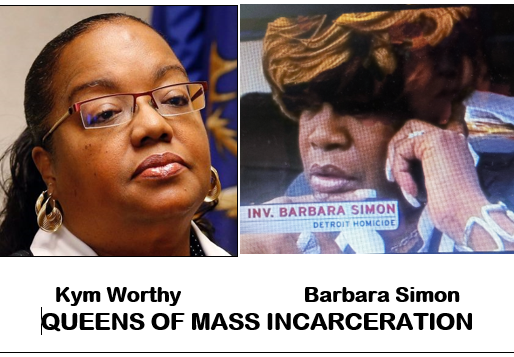 INV. BARBARA SIMON
DETROIT HOMICIDE
Kym Worthy
Barbara Simon
QUEENS OF MASS INCARCERATION